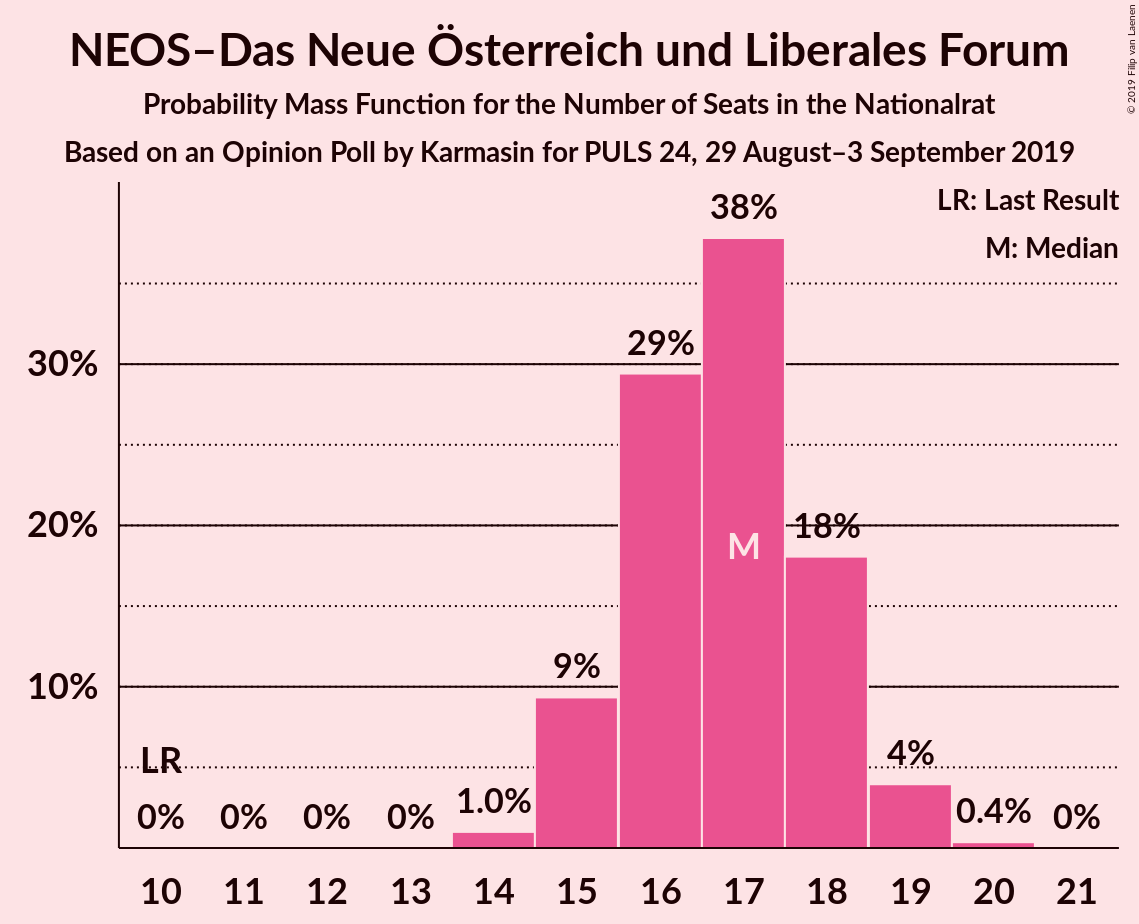 NEOS–Das Neue Österreich und Liberales Forum
Probability Mass Function for the Number of Seats in the Nationalrat
Based on an Opinion Poll by Karmasin for PULS 24, 29 August–3 September 2019
© 2019 Filip van Laenen
LR: Last Result
M: Median
38%
29%
30%
M
18%
20%
9%
10%
LR
4%
0% 0% 0% 0% 1.0% 0.4% 0%
10 11 12 13 14 15 16 17 18 19 20 21